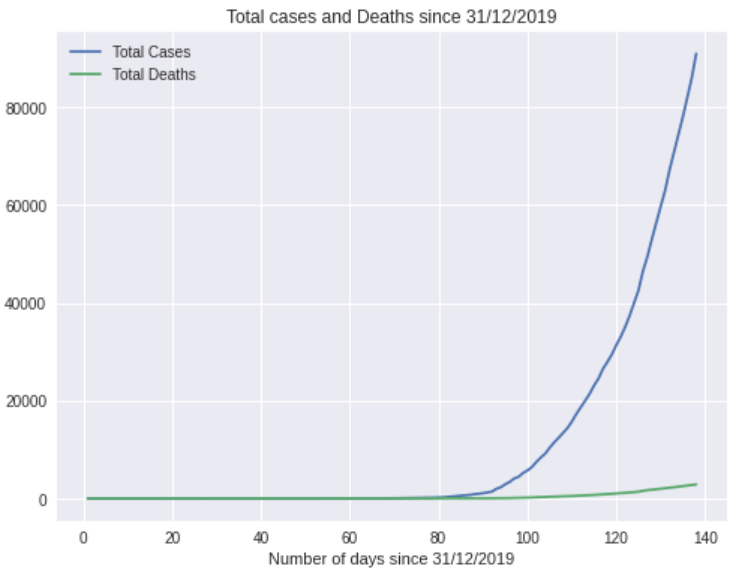 Total cases and Deaths since 31/12/2019
Total Cases
Total Deaths
80000
60000
40000
20000
0
0 20 40 60 80 100 120 140
Number of days since 31/12/2019